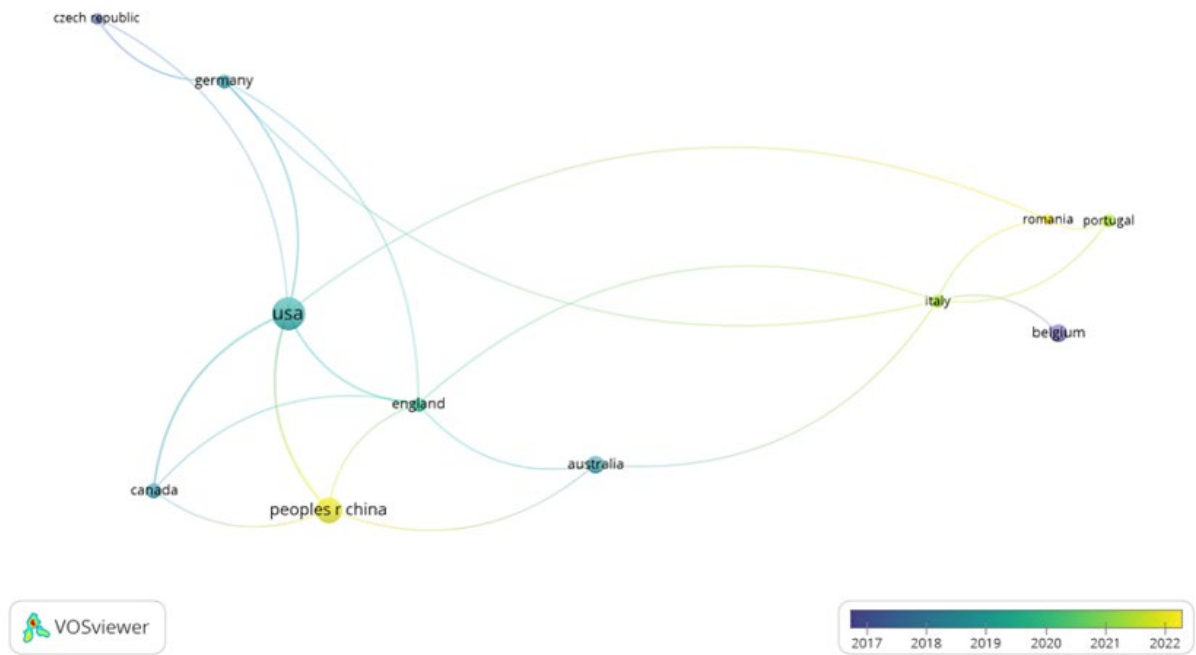 czech republic
germany
romania
portugal
italy
usa
belgium
england
australia
canada
peoples r china
VOSviewer
2017 2018 2019 2020 2021 2022